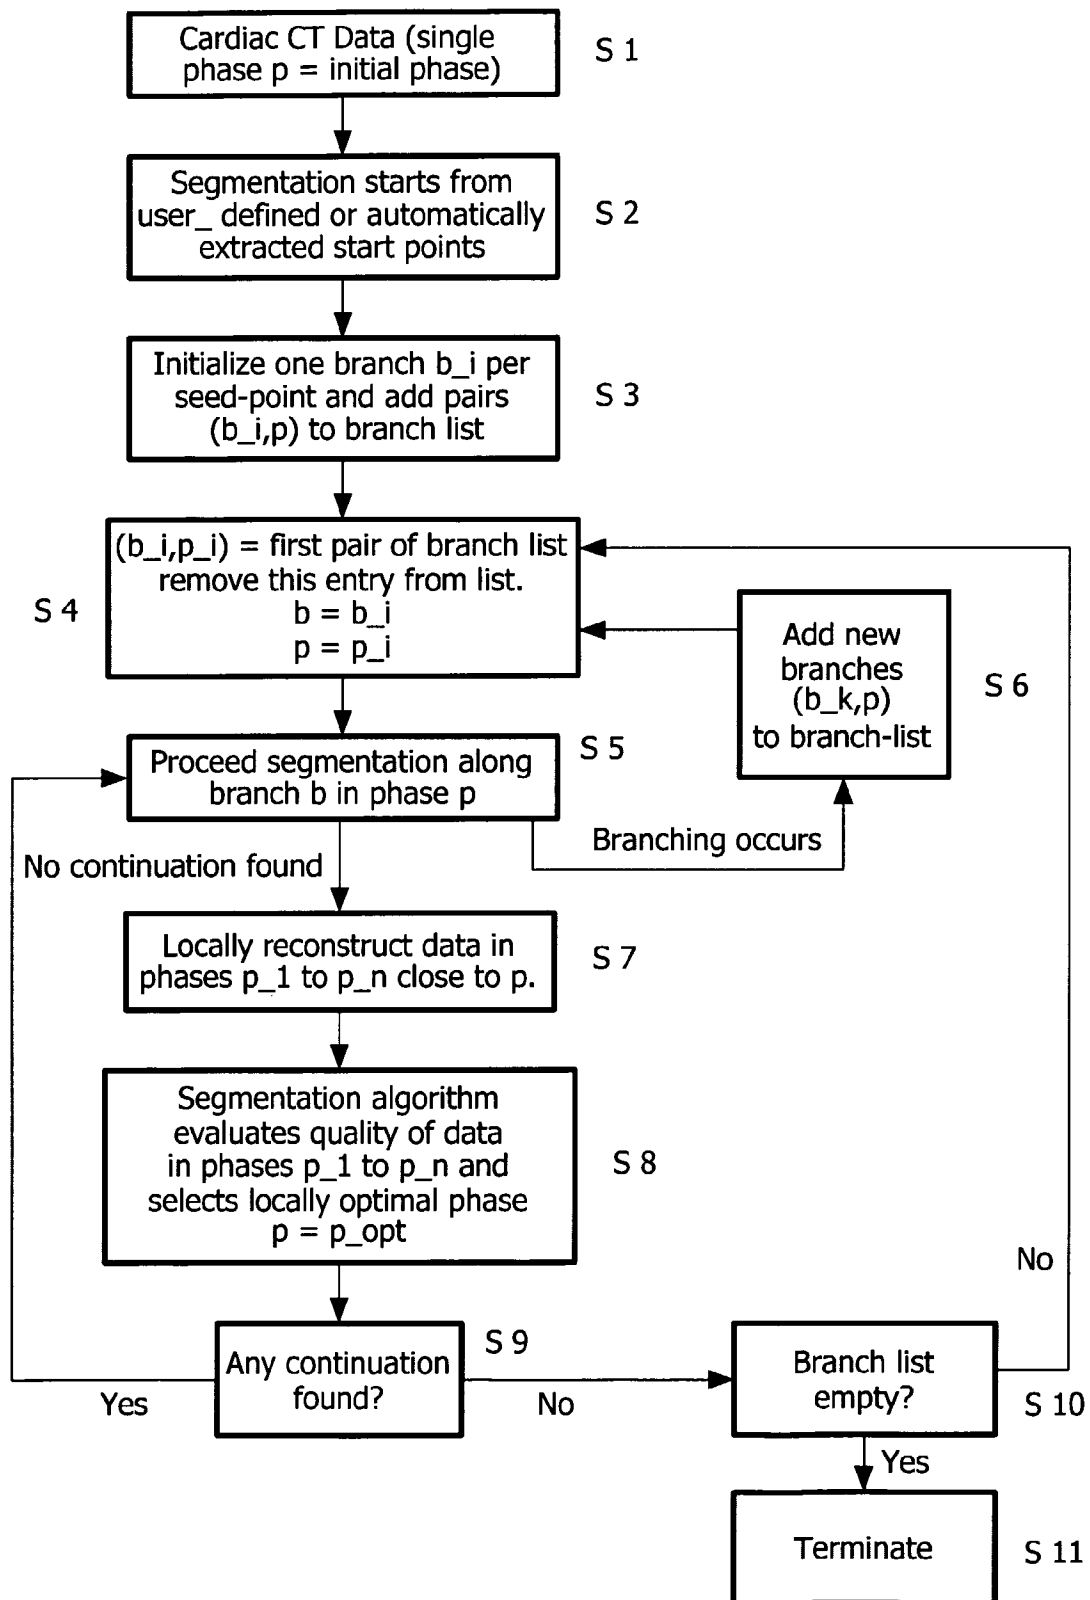 Cardiac CT Data (single
phase p = initial phase)
S 1
Segmentation starts from
user_ defined or automatically
extracted start points
S 2
Initialize one branch b_i per
seed-point and add pairs
(b_i,p) to branch list
S 3
(b_i,p_i) = first pair of branch list
remove this entry from list.
b = b_i
p = p_i
S 4
Add new
branches
(b_k,p)
to branch-list
S 6
Proceed segmentation along
branch b in phase p
S 5
Branching occurs
No continuation found
Locally reconstruct data in
phases p_1 to p_n close to p.
S 7
Segmentation algorithm
evaluates quality of data
in phases p_1 to p_n and
selects locally optimal phase
p = p_opt
S 8
No
Any continuation
found?
S 9
Yes
No
Branch list
empty?
S 10
Yes
Terminate
S 11